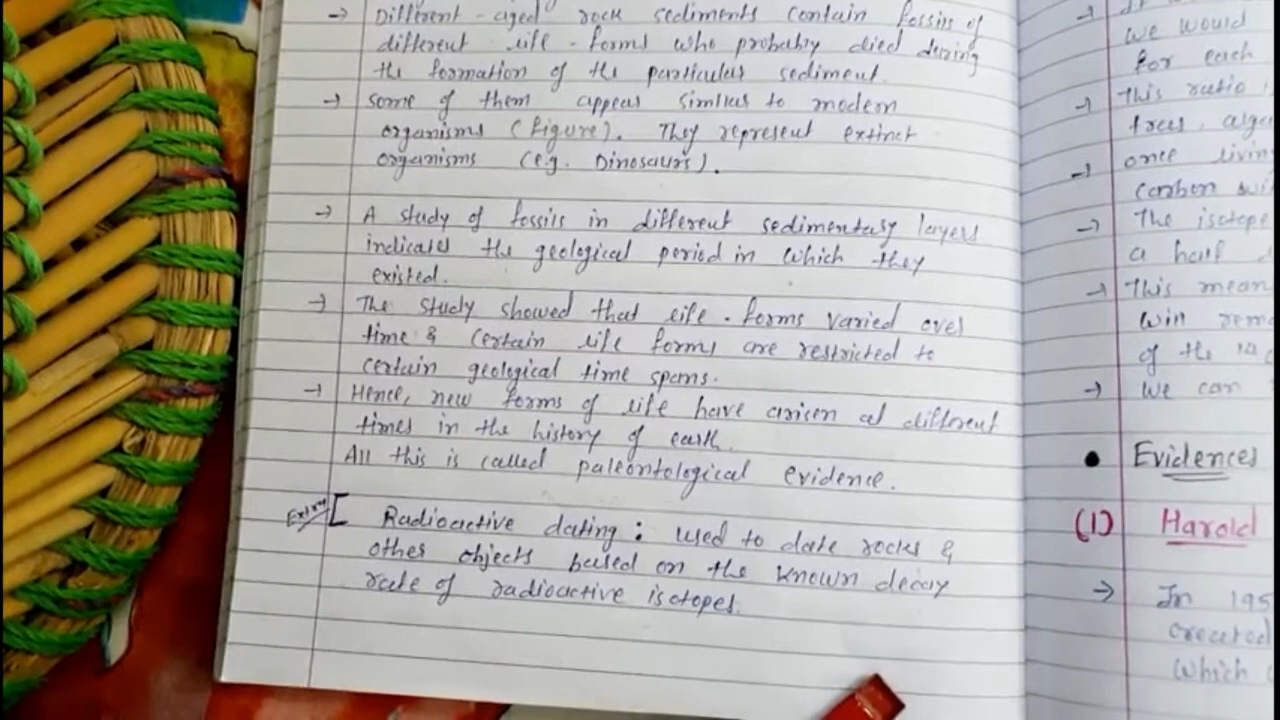 → Different-aged rock sediments contain fossils of
different life-forms who probably died during
the formation of the particular sediment.
→ Some of them appear similar to modern
organisms (figure). They represent extinct
organisms (e.g. Dinosaurs).
→ A study of fossils in different sedimentary layers
indicates the geological period in which they
existed.
→ The study showed that life-forms varied over
time & certain life forms are restricted to
certain geological time spans.
→ Hence, new forms of life have arisen at different
times in the history of earth.
All this is called paleontological evidence.
Extra [ Radioactive dating : used to date rocks &
other objects based on the known decay
rate of radioactive isotopes.
→
we would
for each
→ This ratio
trees,
→ once
carbon
→ The isotope
a half
→ This mean
will
of the 14
→ We can
• Evidences
(1) Harold
→ In 195
created
which